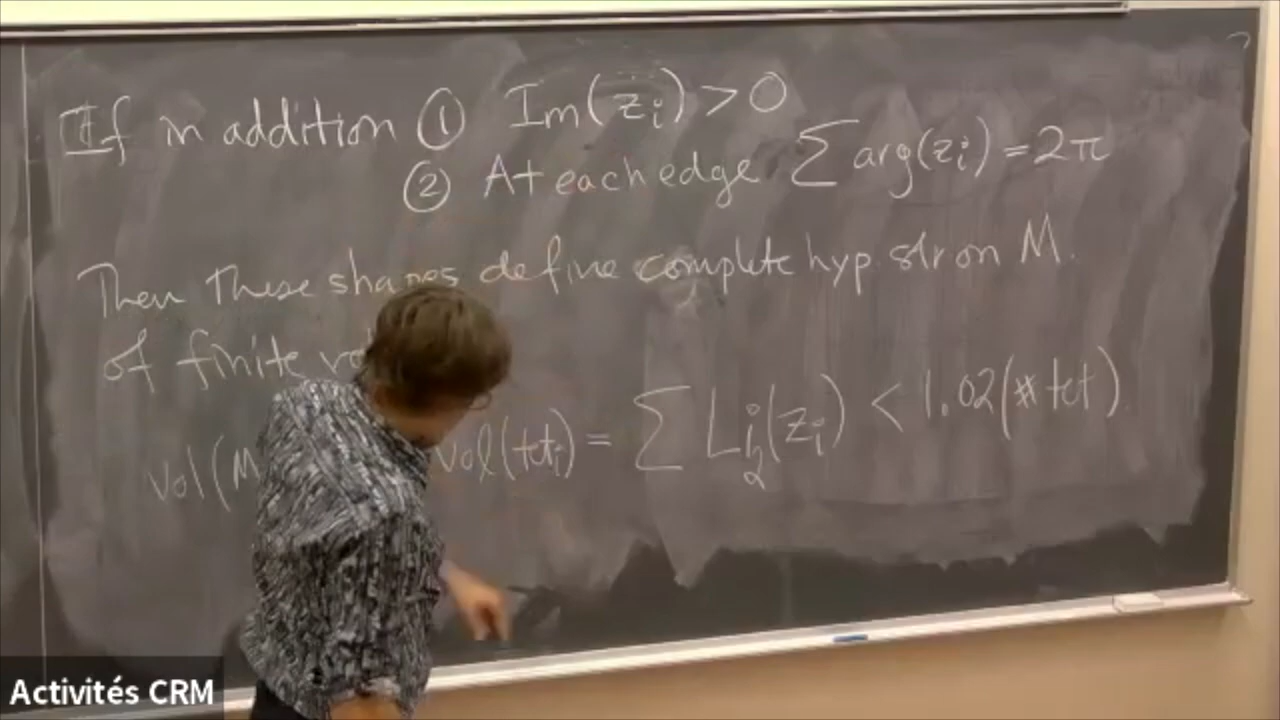 If in addition ① Im(zᵢ) > 0
② At each edge ∑ arg(zᵢ) = 2π
Then these shapes define complete hyp. str on M.
of finite
vol(M vol(tetᵢ) = ∑ Li₂(zᵢ) < 1.02(# tet).
Activités CRM